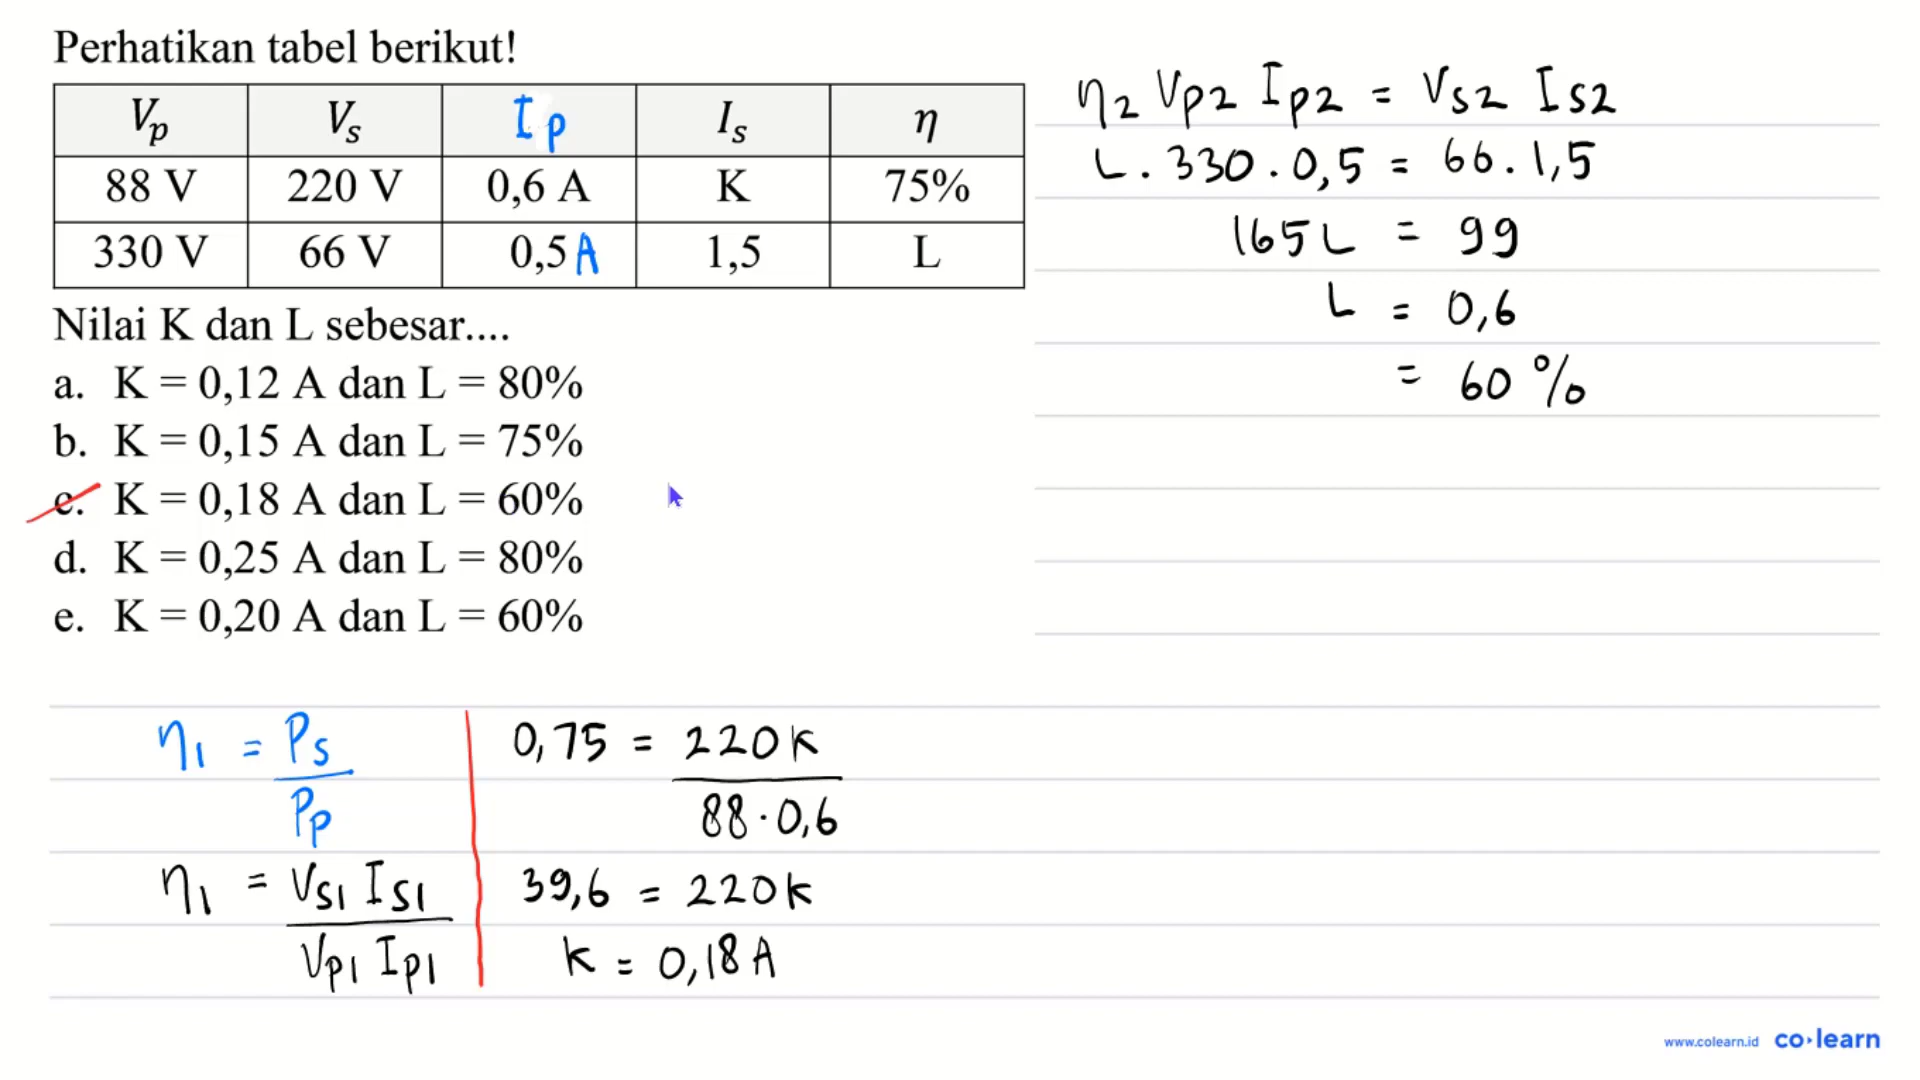 Perhatikan tabel berikut!
Vp Vs Ip Is η
88 V 220 V 0,6 A K 75%
330 V 66 V 0,5 A 1,5 L
Nilai K dan L sebesar....
a. K = 0,12 A dan L = 80%
b. K = 0,15 A dan L = 75%
c. K = 0,18 A dan L = 60%
d. K = 0,25 A dan L = 80%
e. K = 0,20 A dan L = 60%
η2 Vp2 Ip2 = Vs2 Is2
L . 330 . 0,5 = 66 . 1,5
165 L = 99
L = 0,6
= 60 %
η1 = Ps
Pp
η1 = Vs1 Is1
Vp1 Ip1
0,75 = 220 K
88 · 0,6
39,6 = 220 K
K = 0,18 A
www.colearn.id co›learn